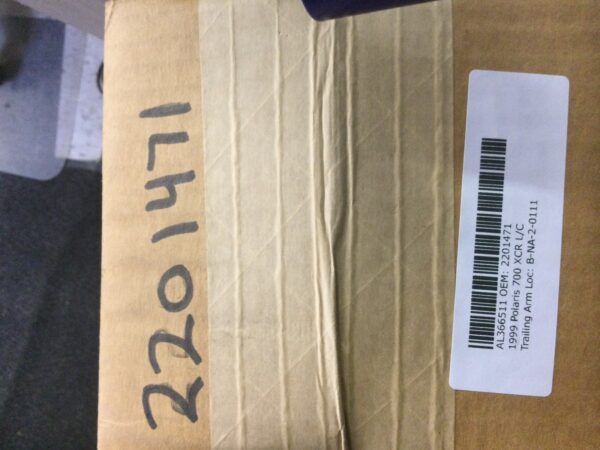 2201471
AL366511 OEM: 2201471
1999 Polaris 700 XCR L/C
Trailing Arm Loc: B-NA-2-0111